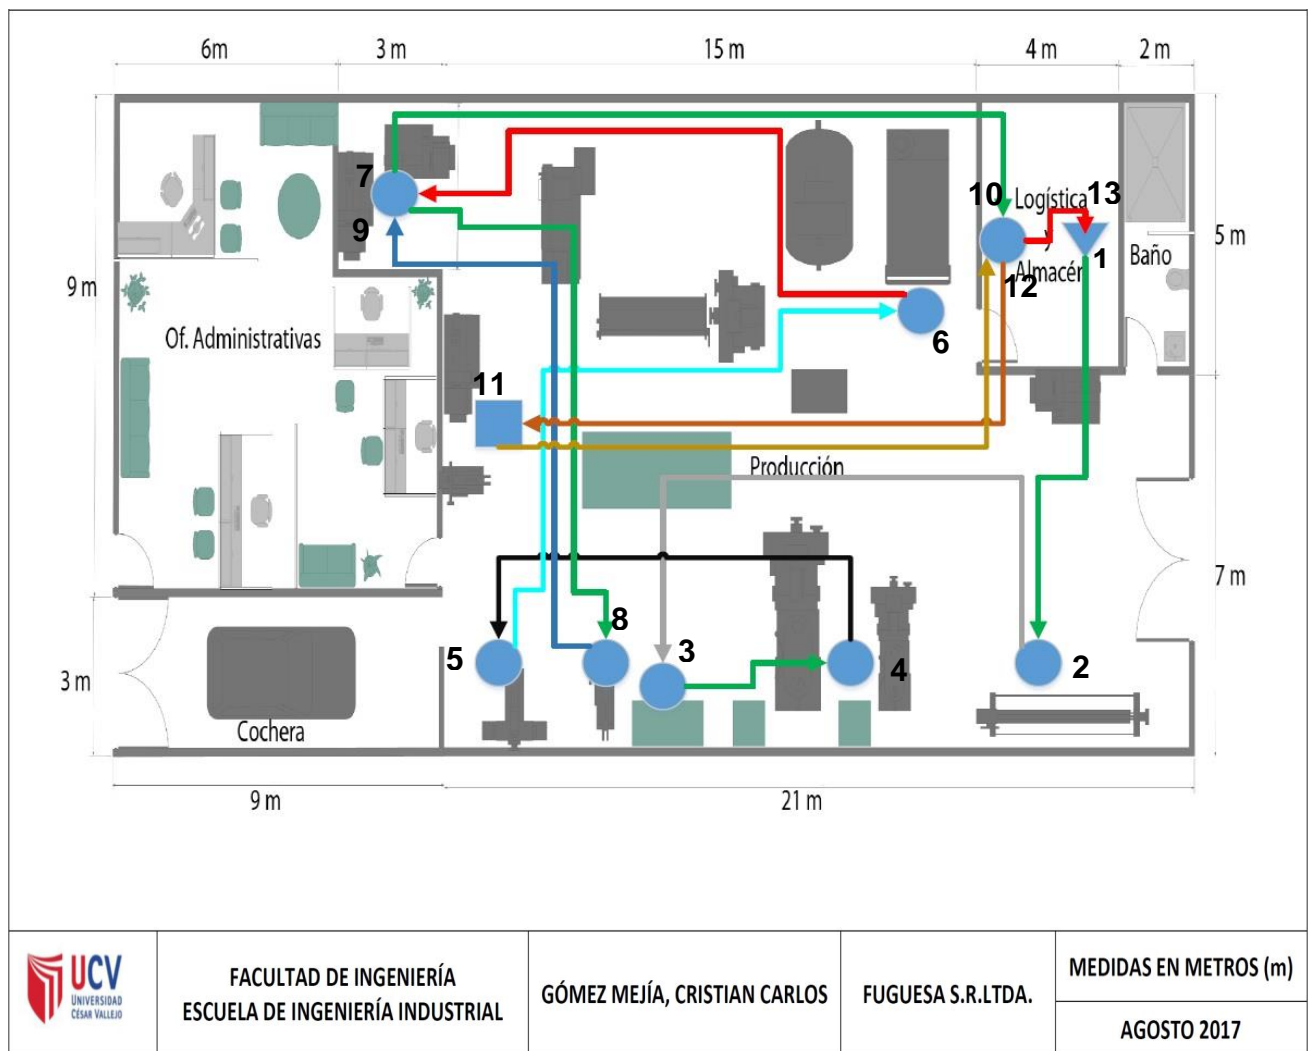 6m
3 m
15 m
4 m
2 m
7
9
10
Logística
13
y
Almacén
12
1
Baño
5 m
9 m
Of. Administrativas
6
11
Producción
7 m
8
5
3
4
2
3 m
Cochera
9 m
21 m
UCV
UNIVERSIDAD
CÉSAR VALLEJO
FACULTAD DE INGENIERÍA
ESCUELA DE INGENIERÍA INDUSTRIAL
GÓMEZ MEJÍA, CRISTIAN CARLOS
FUGUESA S.R.LTDA.
MEDIDAS EN METROS (m)
AGOSTO 2017